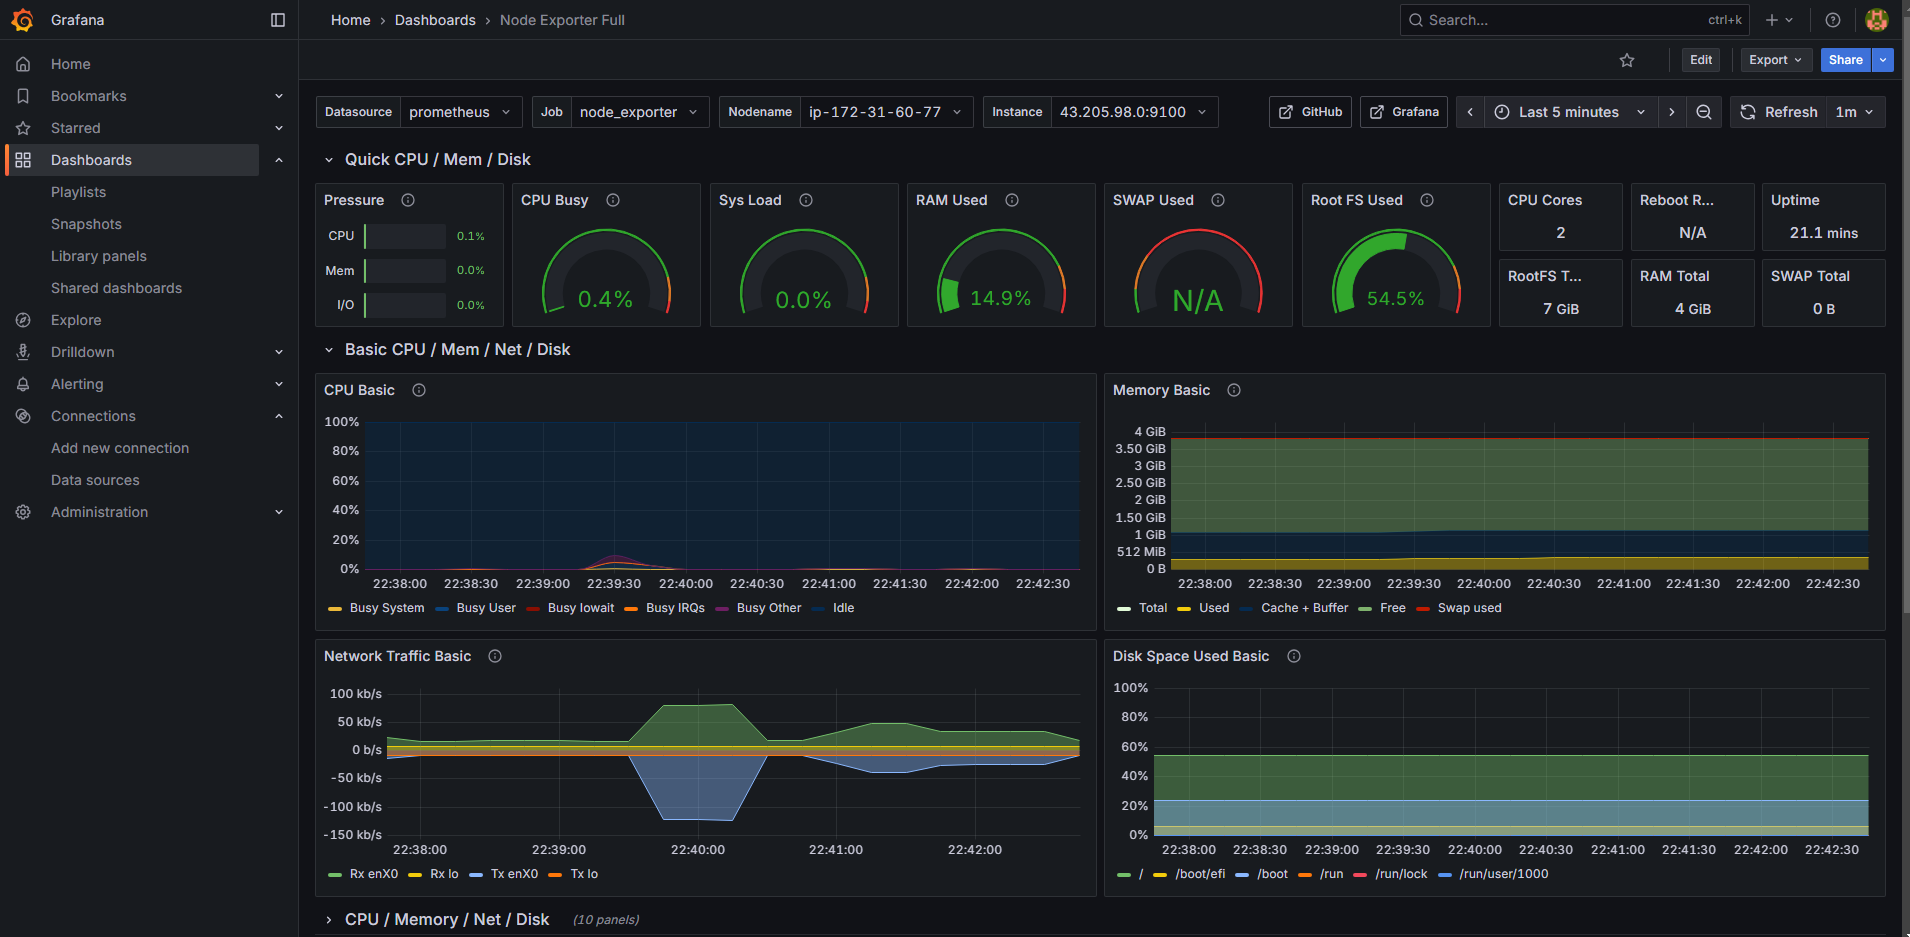 Grafana
Home
Bookmarks
Starred
Dashboards
Playlists
Snapshots
Library panels
Shared dashboards
Explore
Drilldown
Alerting
Connections
Add new connection
Data sources
Administration
Home › Dashboards › Node Exporter Full
Search... ctrl+k
Edit Export Share
Datasource prometheus Job node_exporter Nodename ip-172-31-60-77 Instance 43.205.98.0:9100 GitHub Grafana Last 5 minutes Refresh 1m
Quick CPU / Mem / Disk
Pressure
CPU 0.1%
Mem 0.0%
I/O 0.0%
CPU Busy
0.4%
Sys Load
0.0%
RAM Used
14.9%
SWAP Used
N/A
Root FS Used
54.5%
CPU Cores
2
Reboot R...
N/A
Uptime
21.1 mins
RootFS T...
7 GiB
RAM Total
4 GiB
SWAP Total
0 B
Basic CPU / Mem / Net / Disk
CPU Basic
100%
80%
60%
40%
20%
0%
22:38:00 22:38:30 22:39:00 22:39:30 22:40:00 22:40:30 22:41:00 22:41:30 22:42:00 22:42:30
Busy System Busy User Busy Iowait Busy IRQs Busy Other Idle
Memory Basic
4 GiB
3.50 GiB
3 GiB
2.50 GiB
2 GiB
1.50 GiB
1 GiB
512 MiB
0 B
22:38:00 22:38:30 22:39:00 22:39:30 22:40:00 22:40:30 22:41:00 22:41:30 22:42:00 22:42:30
Total Used Cache + Buffer Free Swap used
Network Traffic Basic
100 kb/s
50 kb/s
0 b/s
-50 kb/s
-100 kb/s
-150 kb/s
22:38:00 22:39:00 22:40:00 22:41:00 22:42:00
Rx enX0 Rx lo Tx enX0 Tx lo
Disk Space Used Basic
100%
80%
60%
40%
20%
0%
22:38:00 22:38:30 22:39:00 22:39:30 22:40:00 22:40:30 22:41:00 22:41:30 22:42:00 22:42:30
/ /boot/efi /boot /run /run/lock /run/user/1000
CPU / Memory / Net / Disk (10 panels)